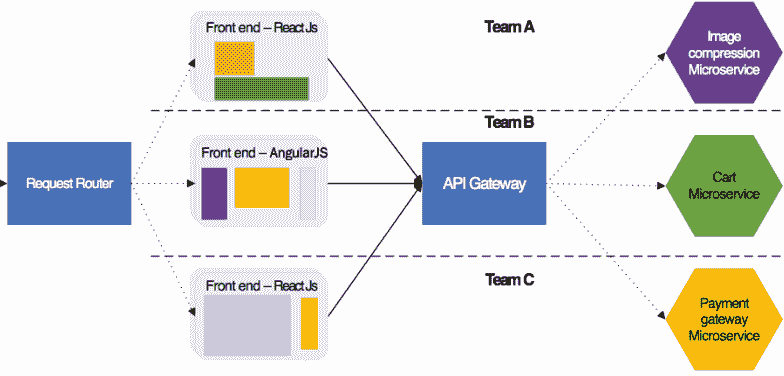 Front end – React Js
Team A
Image
compression
Microservice
Team B
Request Router
Front end – AngularJS
API Gateway
Cart
Microservice
Front end – React Js
Team C
Payment
gateway
Microservice